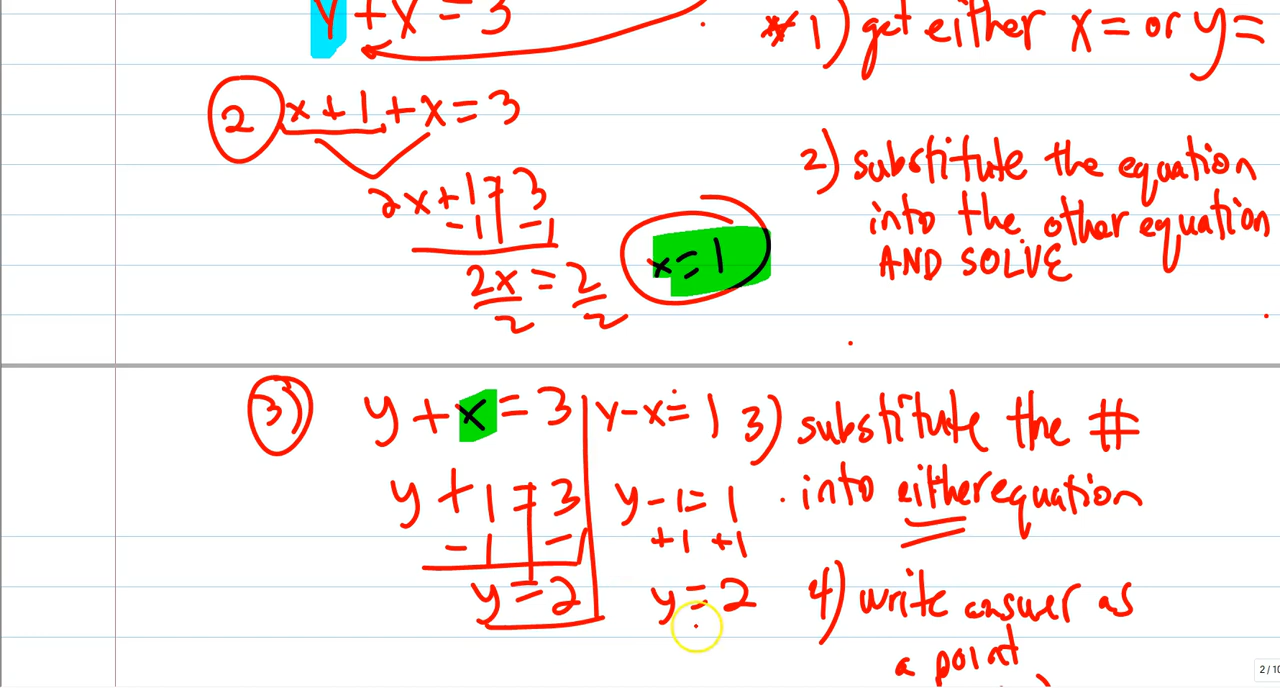 y + x = 3
* 1) get either x = or y =
2 x + 1 + x = 3
2x + 1 = 3
-1 -1
2x = 2
2 2
x = 1
2) substitute the equation
into the other equation
AND SOLVE
3) y + x = 3
y + 1 = 3
-1 -1
y = 2
y - x = 1
y - 1 = 1
+1 +1
y = 2
3) substitute the #
into either equation
4) write answer as
a point
2 / 10